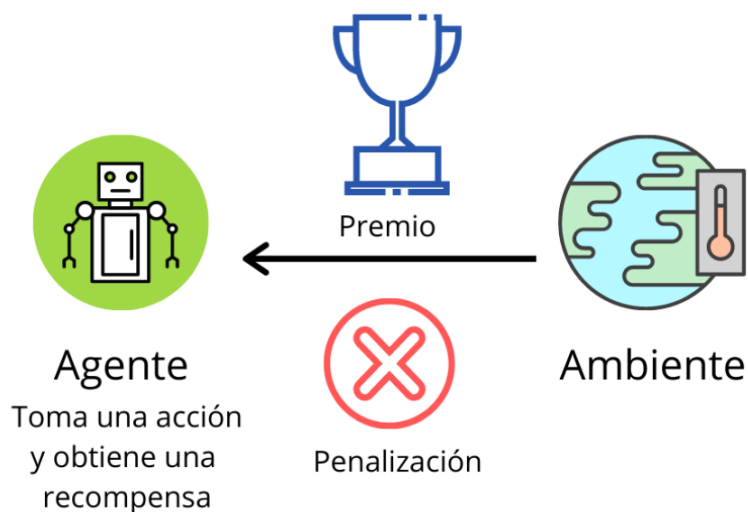 Premio
Agente
Toma una acción
y obtiene una
recompensa
Penalización
Ambiente